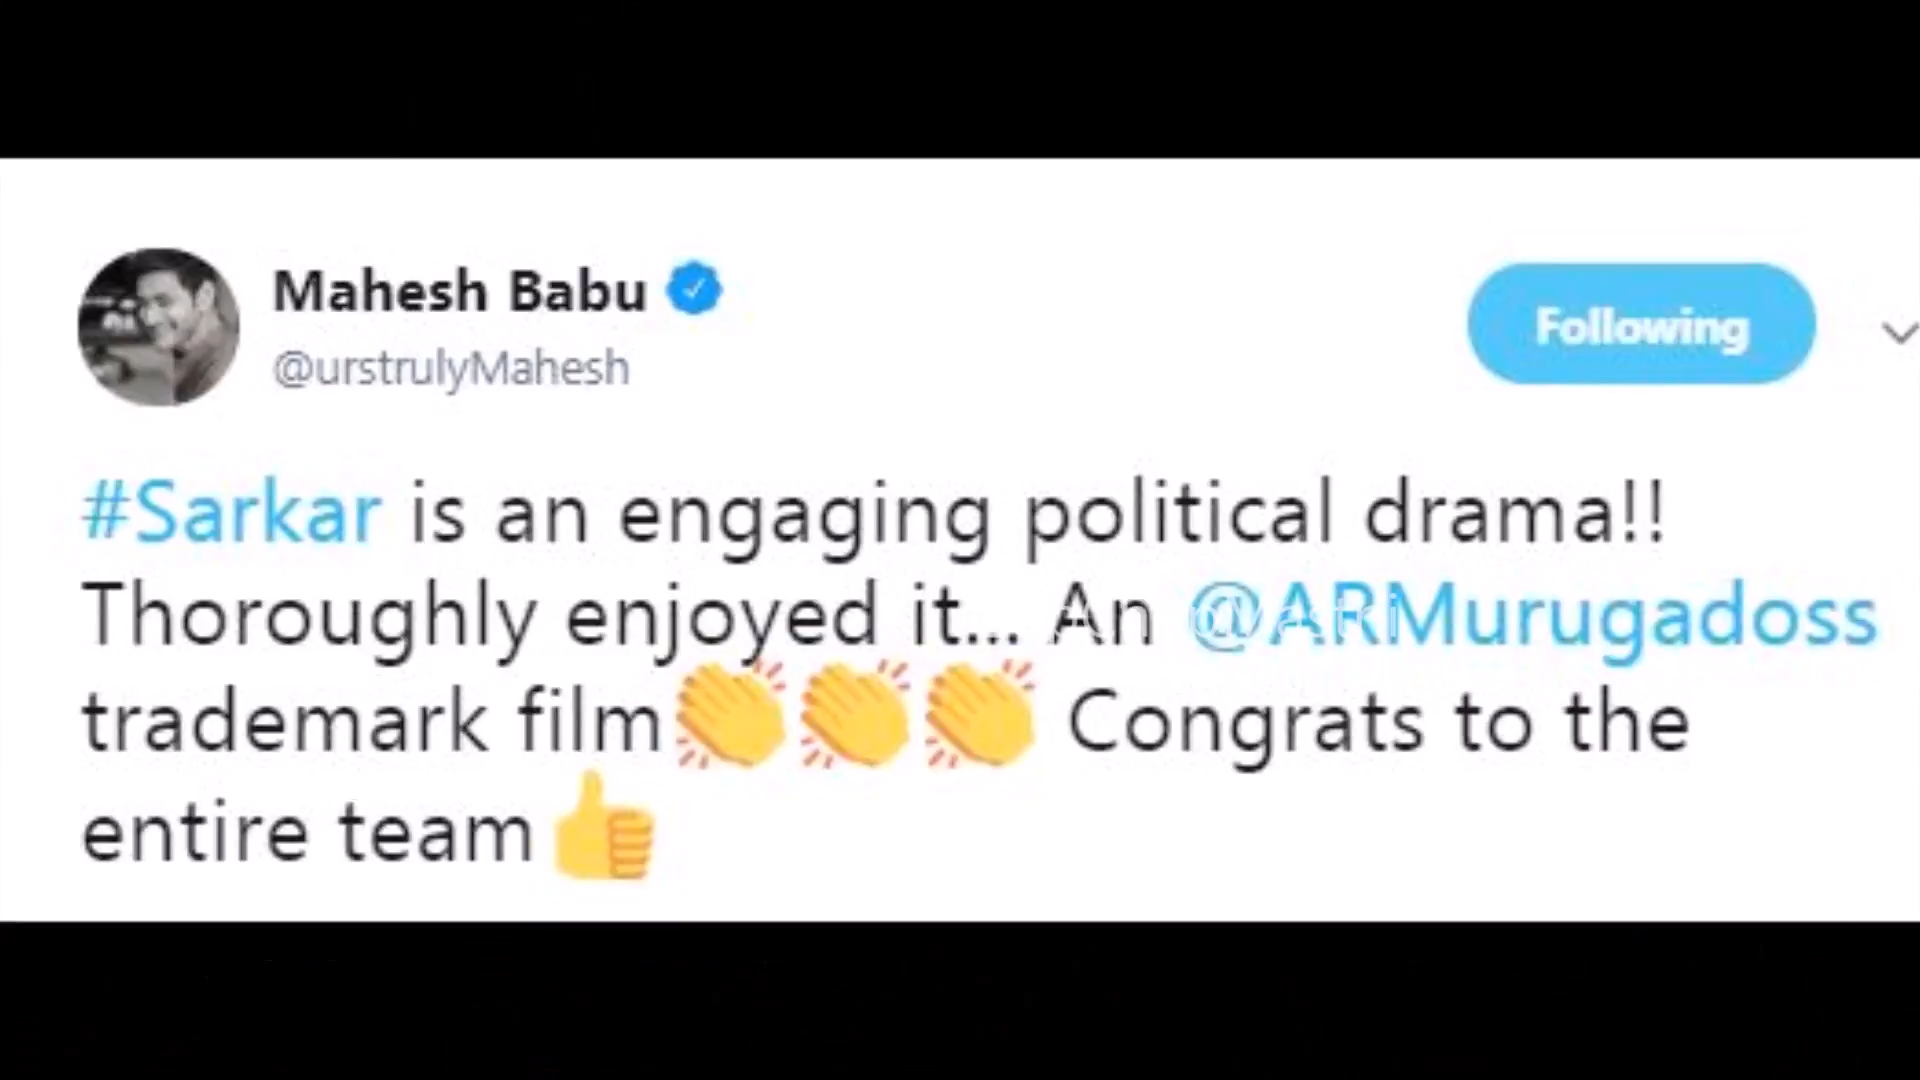 Mahesh Babu
@urstrulyMahesh
Following
#Sarkar is an engaging political drama!!
Thoroughly enjoyed it... An @ARMurugadoss
trademark film👏👏👏 Congrats to the
entire team👍